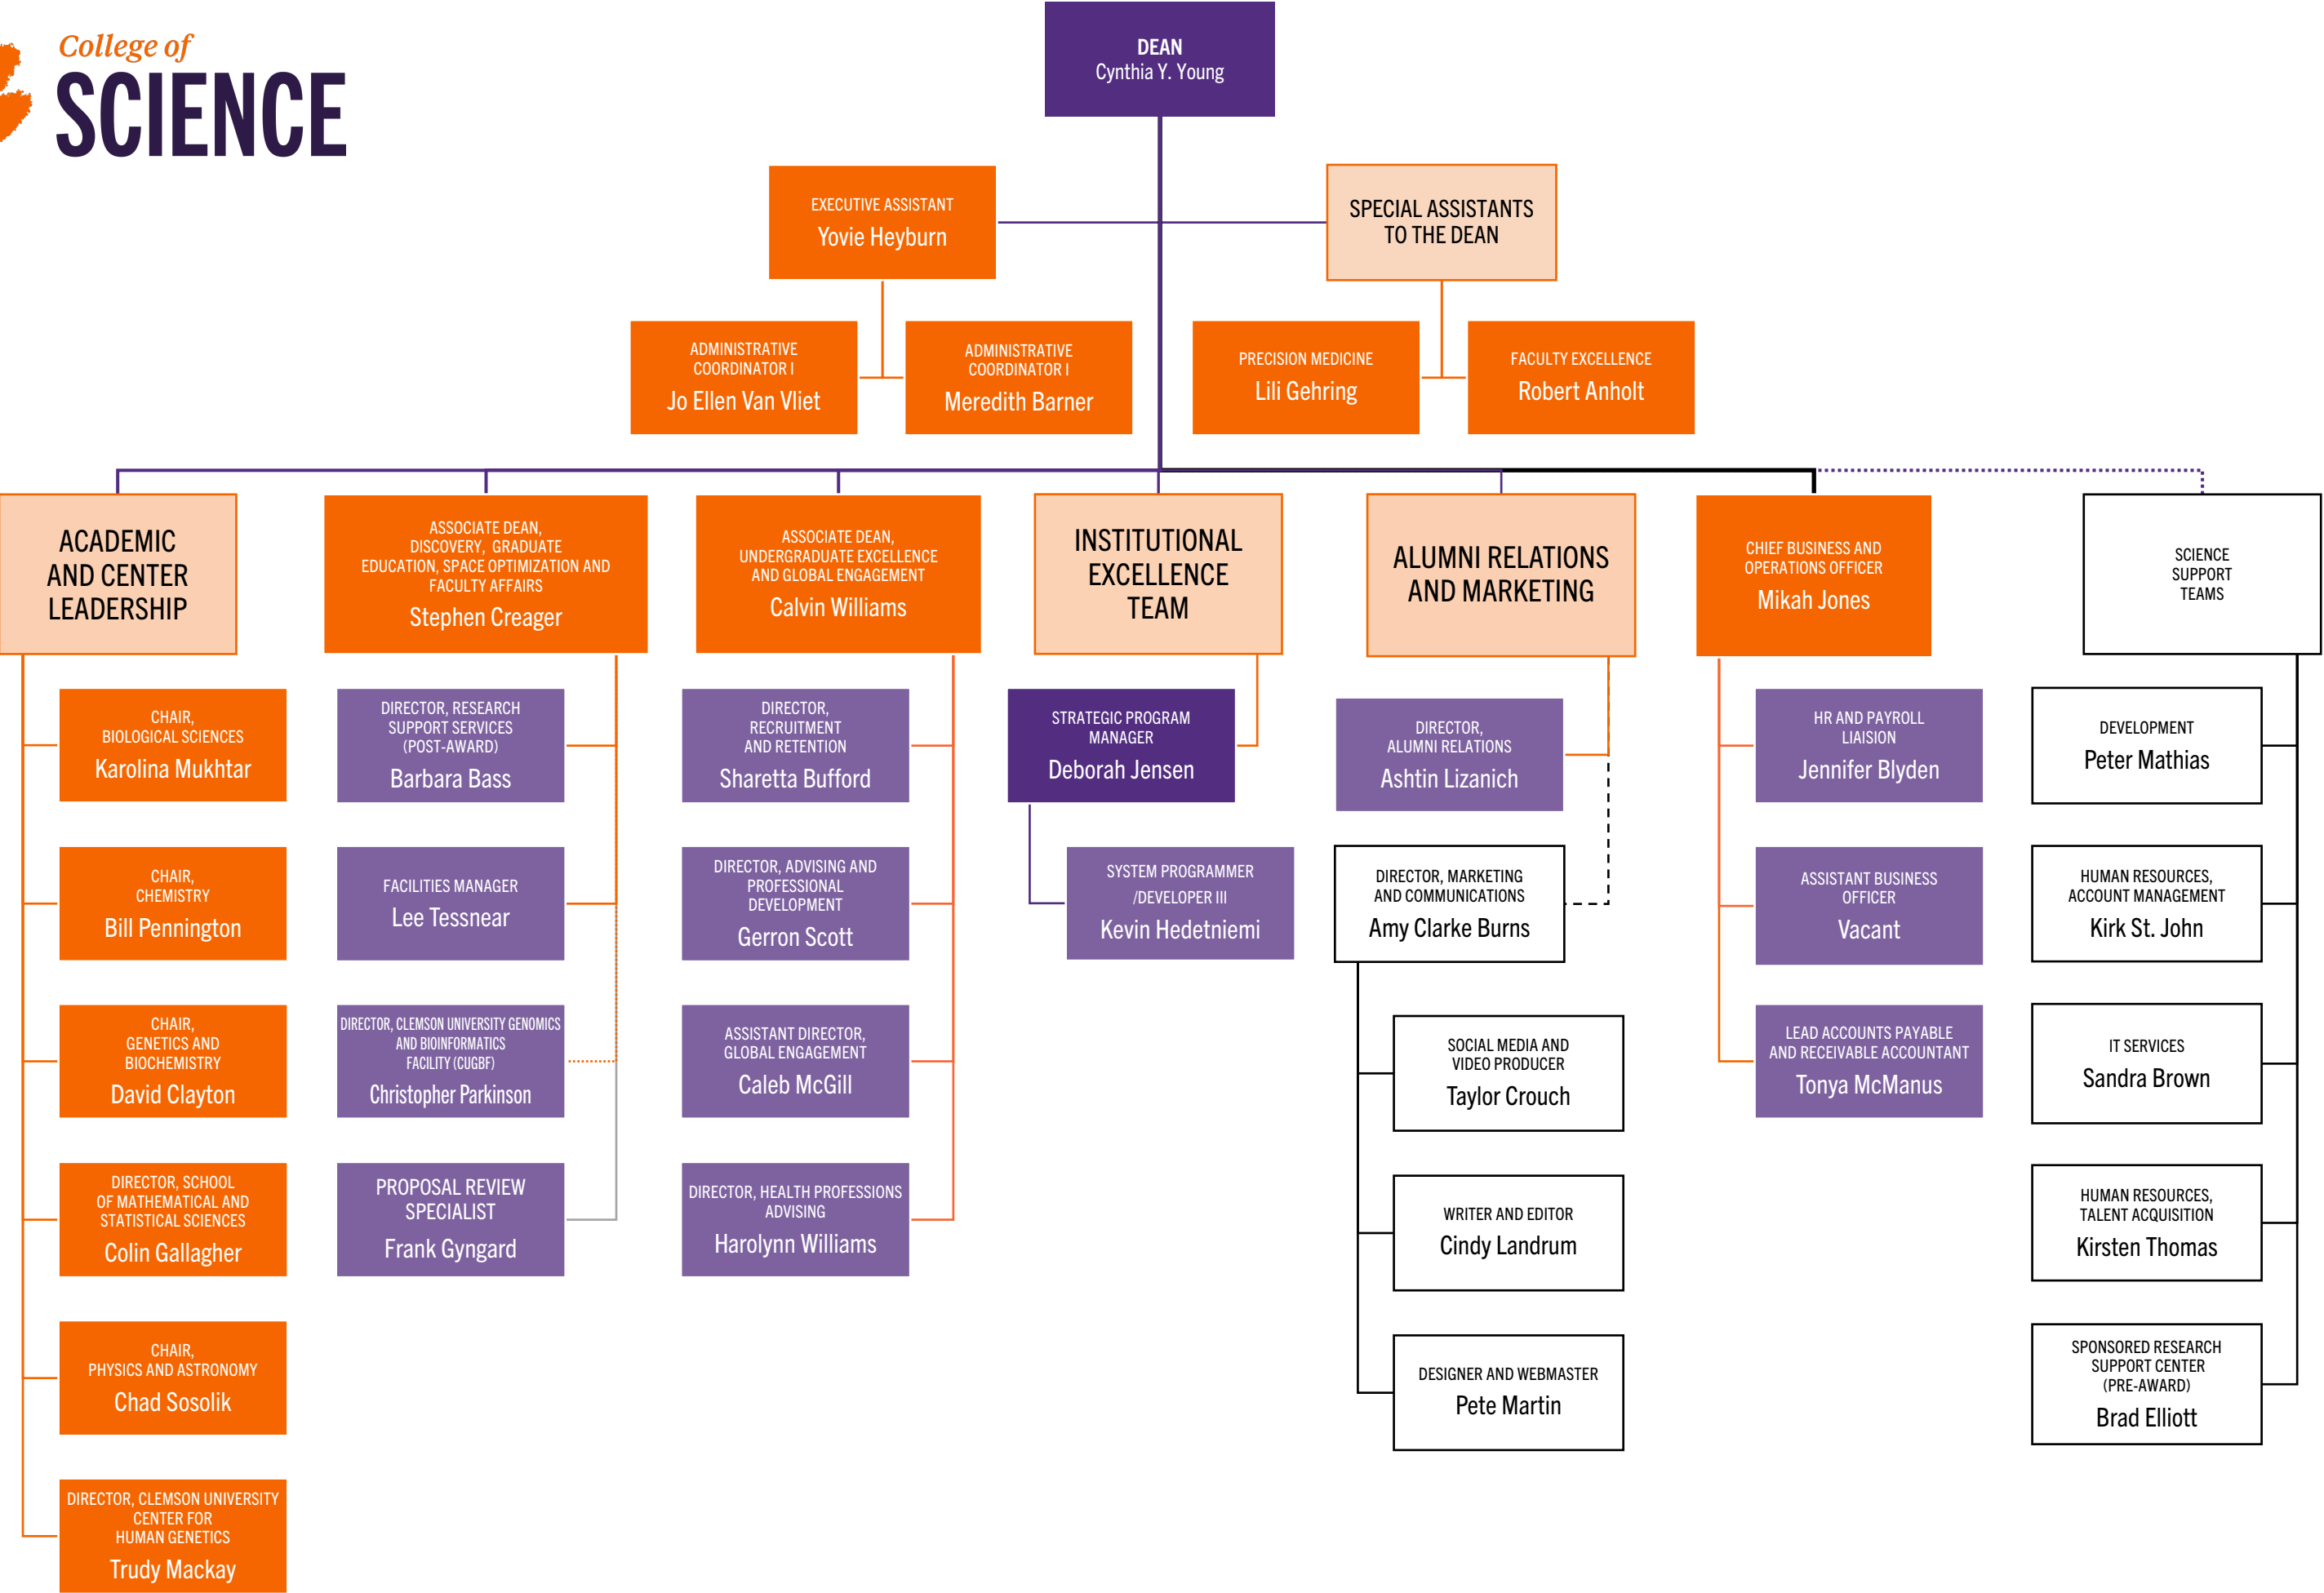 College of
SCIENCE
DEAN
Cynthia Y. Young
EXECUTIVE ASSISTANT
Yovie Heyburn
SPECIAL ASSISTANTS
TO THE DEAN
ADMINISTRATIVE
COORDINATOR I
Jo Ellen Van Vliet
ADMINISTRATIVE
COORDINATOR I
Meredith Barner
PRECISION MEDICINE
Lili Gehring
FACULTY EXCELLENCE
Robert Anholt
ACADEMIC
AND CENTER
LEADERSHIP
CHAIR,
BIOLOGICAL SCIENCES
Karolina Mukhtar
CHAIR,
CHEMISTRY
Bill Pennington
CHAIR,
GENETICS AND
BIOCHEMISTRY
David Clayton
DIRECTOR, SCHOOL
OF MATHEMATICAL AND
STATISTICAL SCIENCES
Colin Gallagher
CHAIR,
PHYSICS AND ASTRONOMY
Chad Sosolik
DIRECTOR, CLEMSON UNIVERSITY
CENTER FOR
HUMAN GENETICS
Trudy Mackay
ASSOCIATE DEAN,
DISCOVERY, GRADUATE
EDUCATION, SPACE OPTIMIZATION AND
FACULTY AFFAIRS
Stephen Creager
DIRECTOR, RESEARCH
SUPPORT SERVICES
(POST-AWARD)
Barbara Bass
FACILITIES MANAGER
Lee Tessnear
DIRECTOR, CLEMSON UNIVERSITY GENOMICS
AND BIOINFORMATICS
FACILITY (CUGBF)
Christopher Parkinson
PROPOSAL REVIEW
SPECIALIST
Frank Gyngard
ASSOCIATE DEAN,
UNDERGRADUATE EXCELLENCE
AND GLOBAL ENGAGEMENT
Calvin Williams
DIRECTOR,
RECRUITMENT
AND RETENTION
Sharetta Bufford
DIRECTOR, ADVISING AND
PROFESSIONAL
DEVELOPMENT
Gerron Scott
ASSISTANT DIRECTOR,
GLOBAL ENGAGEMENT
Caleb McGill
DIRECTOR, HEALTH PROFESSIONS
ADVISING
Harolynn Williams
INSTITUTIONAL
EXCELLENCE
TEAM
STRATEGIC PROGRAM
MANAGER
Deborah Jensen
SYSTEM PROGRAMMER
/DEVELOPER III
Kevin Hedetniemi
ALUMNI RELATIONS
AND MARKETING
DIRECTOR,
ALUMNI RELATIONS
Ashtin Lizanich
DIRECTOR, MARKETING
AND COMMUNICATIONS
Amy Clarke Burns
SOCIAL MEDIA AND
VIDEO PRODUCER
Taylor Crouch
WRITER AND EDITOR
Cindy Landrum
DESIGNER AND WEBMASTER
Pete Martin
CHIEF BUSINESS AND
OPERATIONS OFFICER
Mikah Jones
HR AND PAYROLL
LIAISION
Jennifer Blyden
ASSISTANT BUSINESS
OFFICER
Vacant
LEAD ACCOUNTS PAYABLE
AND RECEIVABLE ACCOUNTANT
Tonya McManus
SCIENCE
SUPPORT
TEAMS
DEVELOPMENT
Peter Mathias
HUMAN RESOURCES,
ACCOUNT MANAGEMENT
Kirk St. John
IT SERVICES
Sandra Brown
HUMAN RESOURCES,
TALENT ACQUISITION
Kirsten Thomas
SPONSORED RESEARCH
SUPPORT CENTER
(PRE-AWARD)
Brad Elliott